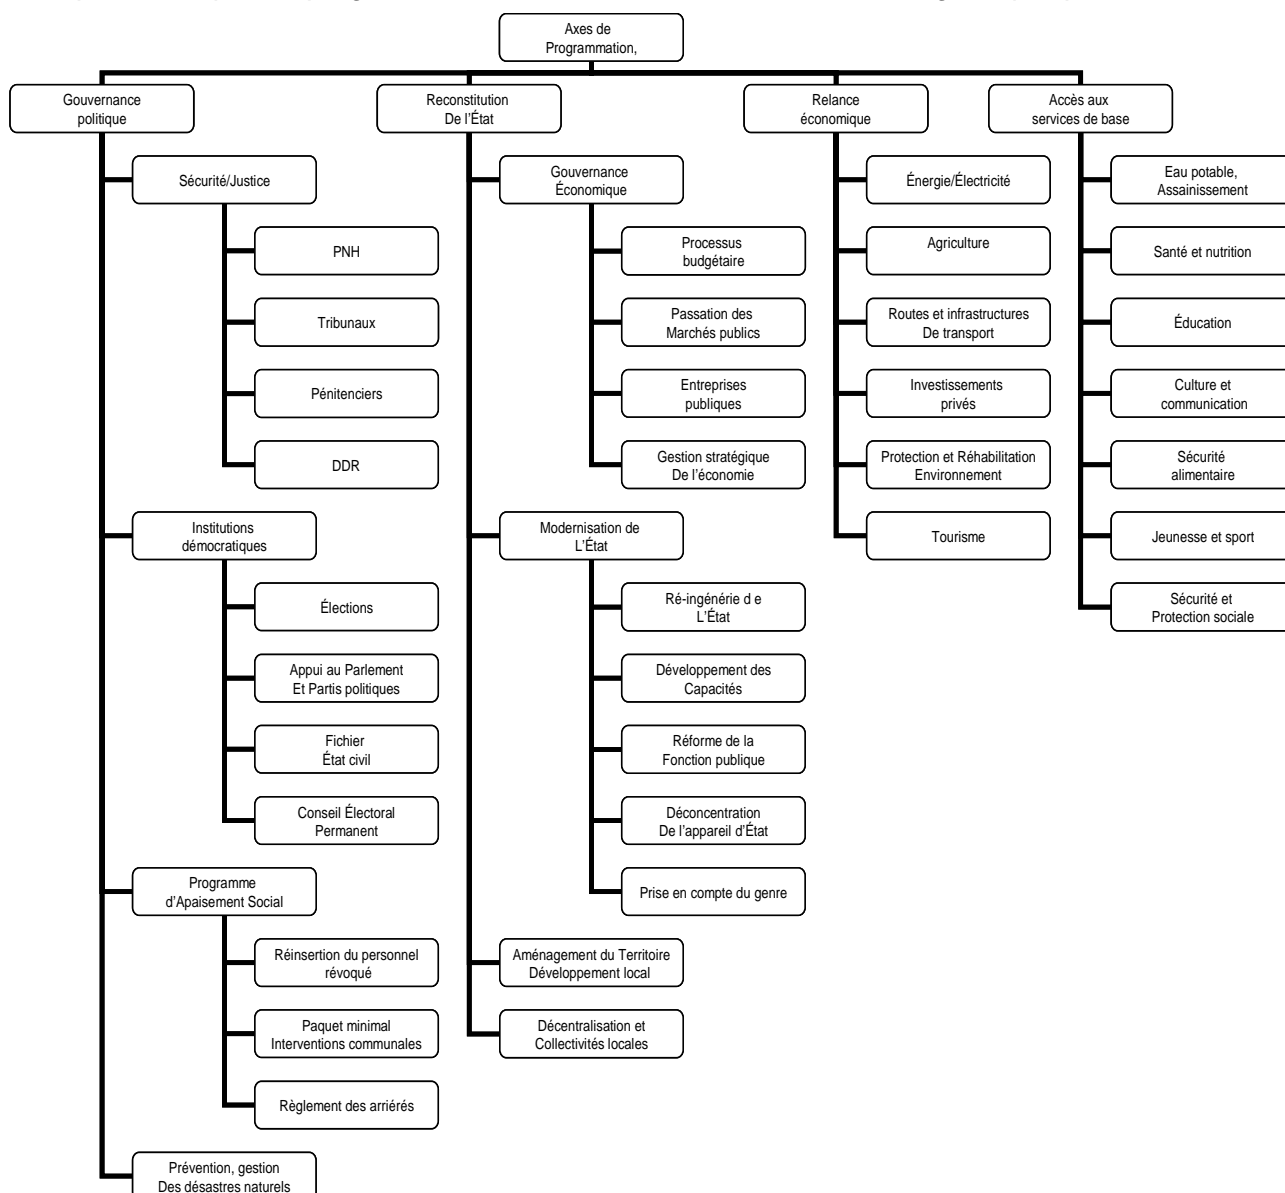 Axes de
Programmation,
Gouvernance
politique
Sécurité/Justice
PNH
Tribunaux
Pénitenciers
DDR
Institutions
démocratiques
Élections
Appui au Parlement
Et Partis politiques
Fichier
État civil
Conseil Électoral
Permanent
Programme
d'Apaisement Social
Réinsertion du personnel
révoqué
Paquet minimal
Interventions communales
Règlement des arriérés
Prévention, gestion
Des désastres naturels
Reconstitution
De l'État
Gouvernance
Économique
Processus
budgétaire
Passation des
Marchés publics
Entreprises
publiques
Gestion stratégique
De l'économie
Modernisation de
L'État
Ré-ingénérie d e
L'État
Développement des
Capacités
Réforme de la
Fonction publique
Déconcentration
De l'appareil d'État
Prise en compte du genre
Aménagement du Territoire
Développement local
Décentralisation et
Collectivités locales
Relance
économique
Énergie/Électricité
Agriculture
Routes et infrastructures
De transport
Investissements
privés
Protection et Réhabilitation
Environnement
Tourisme
Accès aux
services de base
Eau potable,
Assainissement
Santé et nutrition
Éducation
Culture et
communication
Sécurité
alimentaire
Jeunesse et sport
Sécurité et
Protection sociale